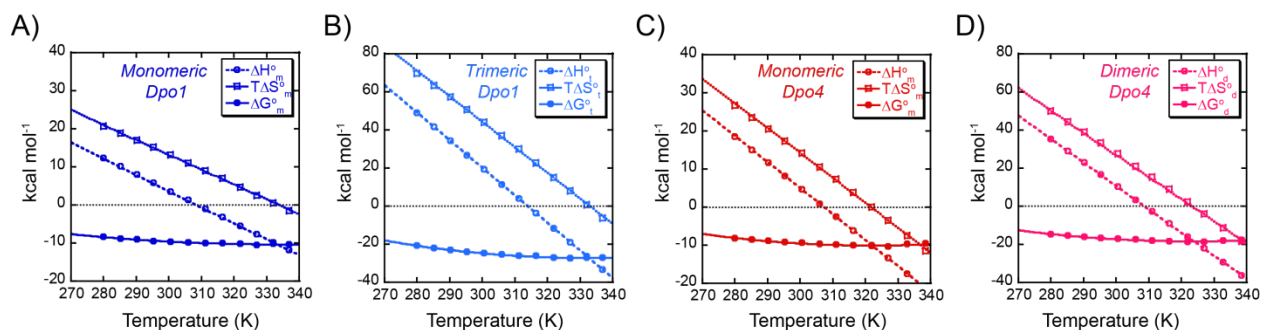 A)
kcal mol⁻¹
40
30
20
10
0
-10
-20
Monomeric
Dpo1
ΔH°m
TΔS°m
ΔG°m
270 280 290 300 310 320 330 340
Temperature (K)
B)
80
60
40
20
0
-20
-40
Trimeric
Dpo1
ΔH°t
TΔS°t
ΔG°t
270 280 290 300 310 320 330 340
Temperature (K)
C)
kcal mol⁻¹
40
30
20
10
0
-10
-20
Monomeric
Dpo4
ΔH°m
TΔS°m
ΔG°m
270 280 290 300 310 320 330 340
Temperature (K)
D)
kcal mol⁻¹
80
60
40
20
0
-20
-40
Dimeric
Dpo4
ΔH°d
TΔS°d
ΔG°d
270 280 290 300 310 320 330 340
Temperature (K)